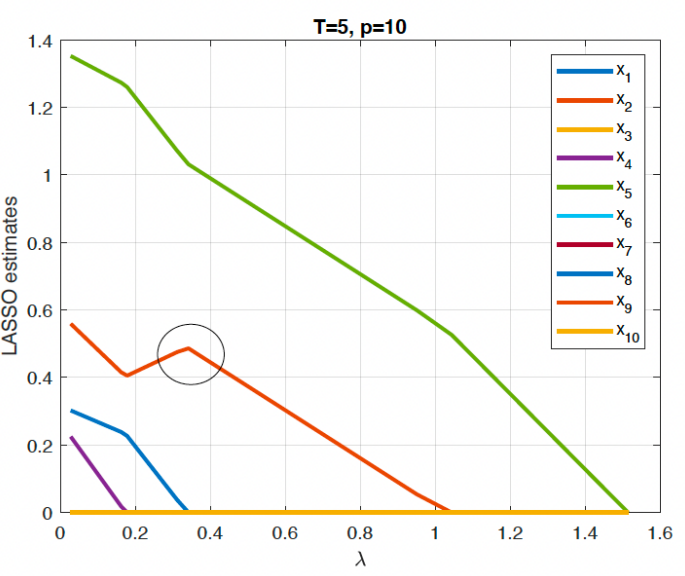 T=5, p=10
1.4
1.2
1
0.8
0.6
0.4
0.2
0
LASSO estimates
x1
x2
x3
x4
x5
x6
x7
x8
x9
x10
0 0.2 0.4 0.6 0.8 1 1.2 1.4 1.6
λ